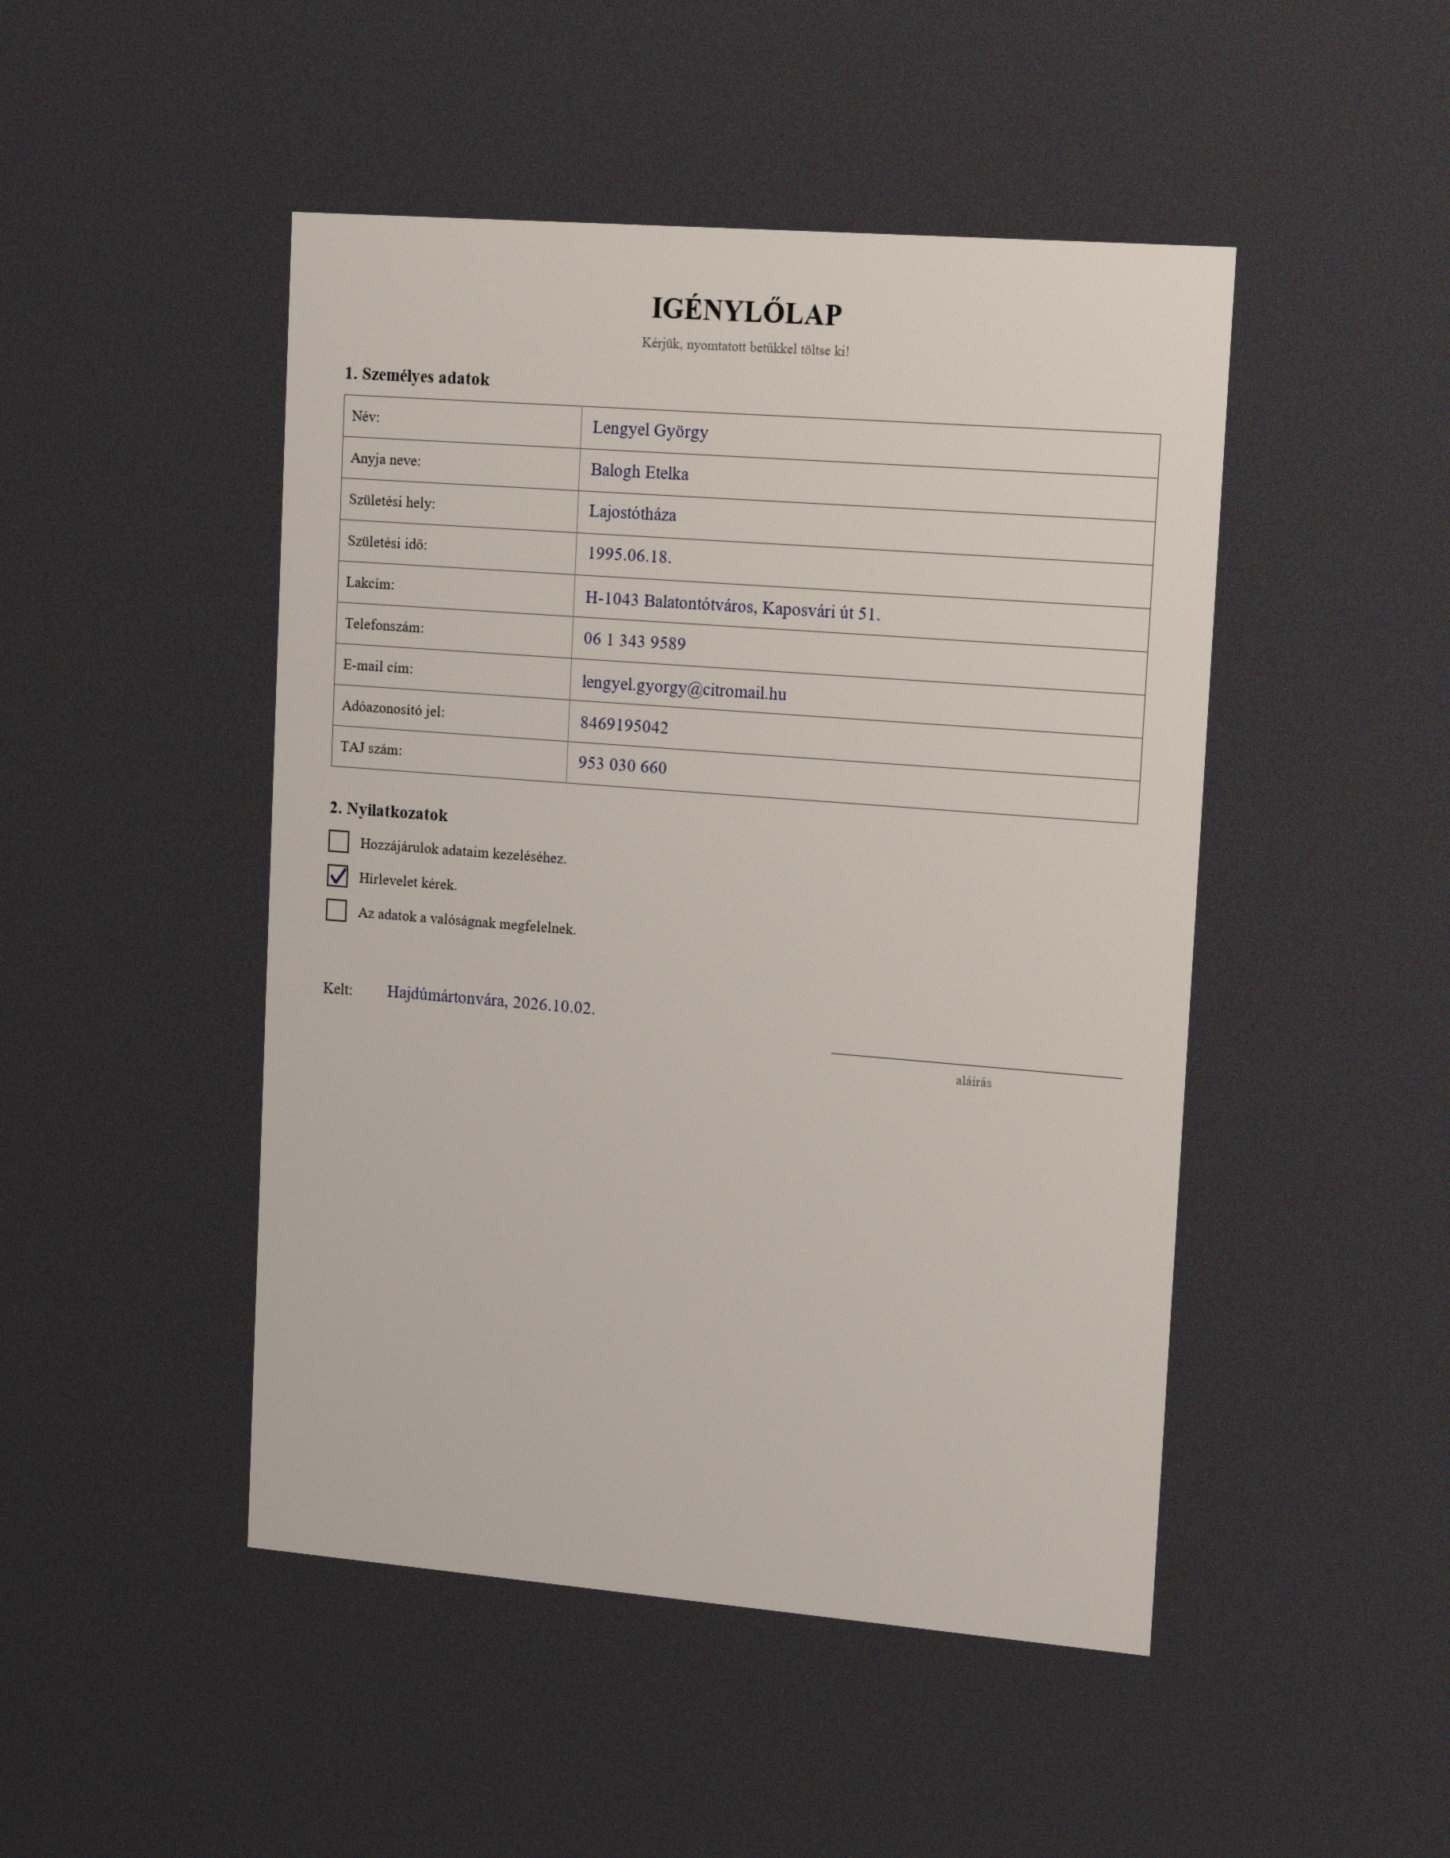 IGÉNYLŐLAP
Kérjük, nyomtatott betűkkel töltse ki!
1. Személyes adatok
Név: Lengyel György
Anyja neve: Balogh Etelka
Születési hely: Lajostótháza
Születési idő: 1995.06.18.
Lakcím: H-1043 Balatontótváros, Kaposvári út 51.
Telefonszám: 06 1 343 9589
E-mail cím: lengyel.gyorgy@citromail.hu
Adóazonosító jel: 8469195042
TAJ szám: 953 030 660
2. Nyilatkozatok
Hozzájárulok adataim kezeléséhez.
Hírlevelet kérek.
Az adatok a valóságnak megfelelnek.
Kelt: Hajdúmártonvára, 2026.10.02.
aláírás